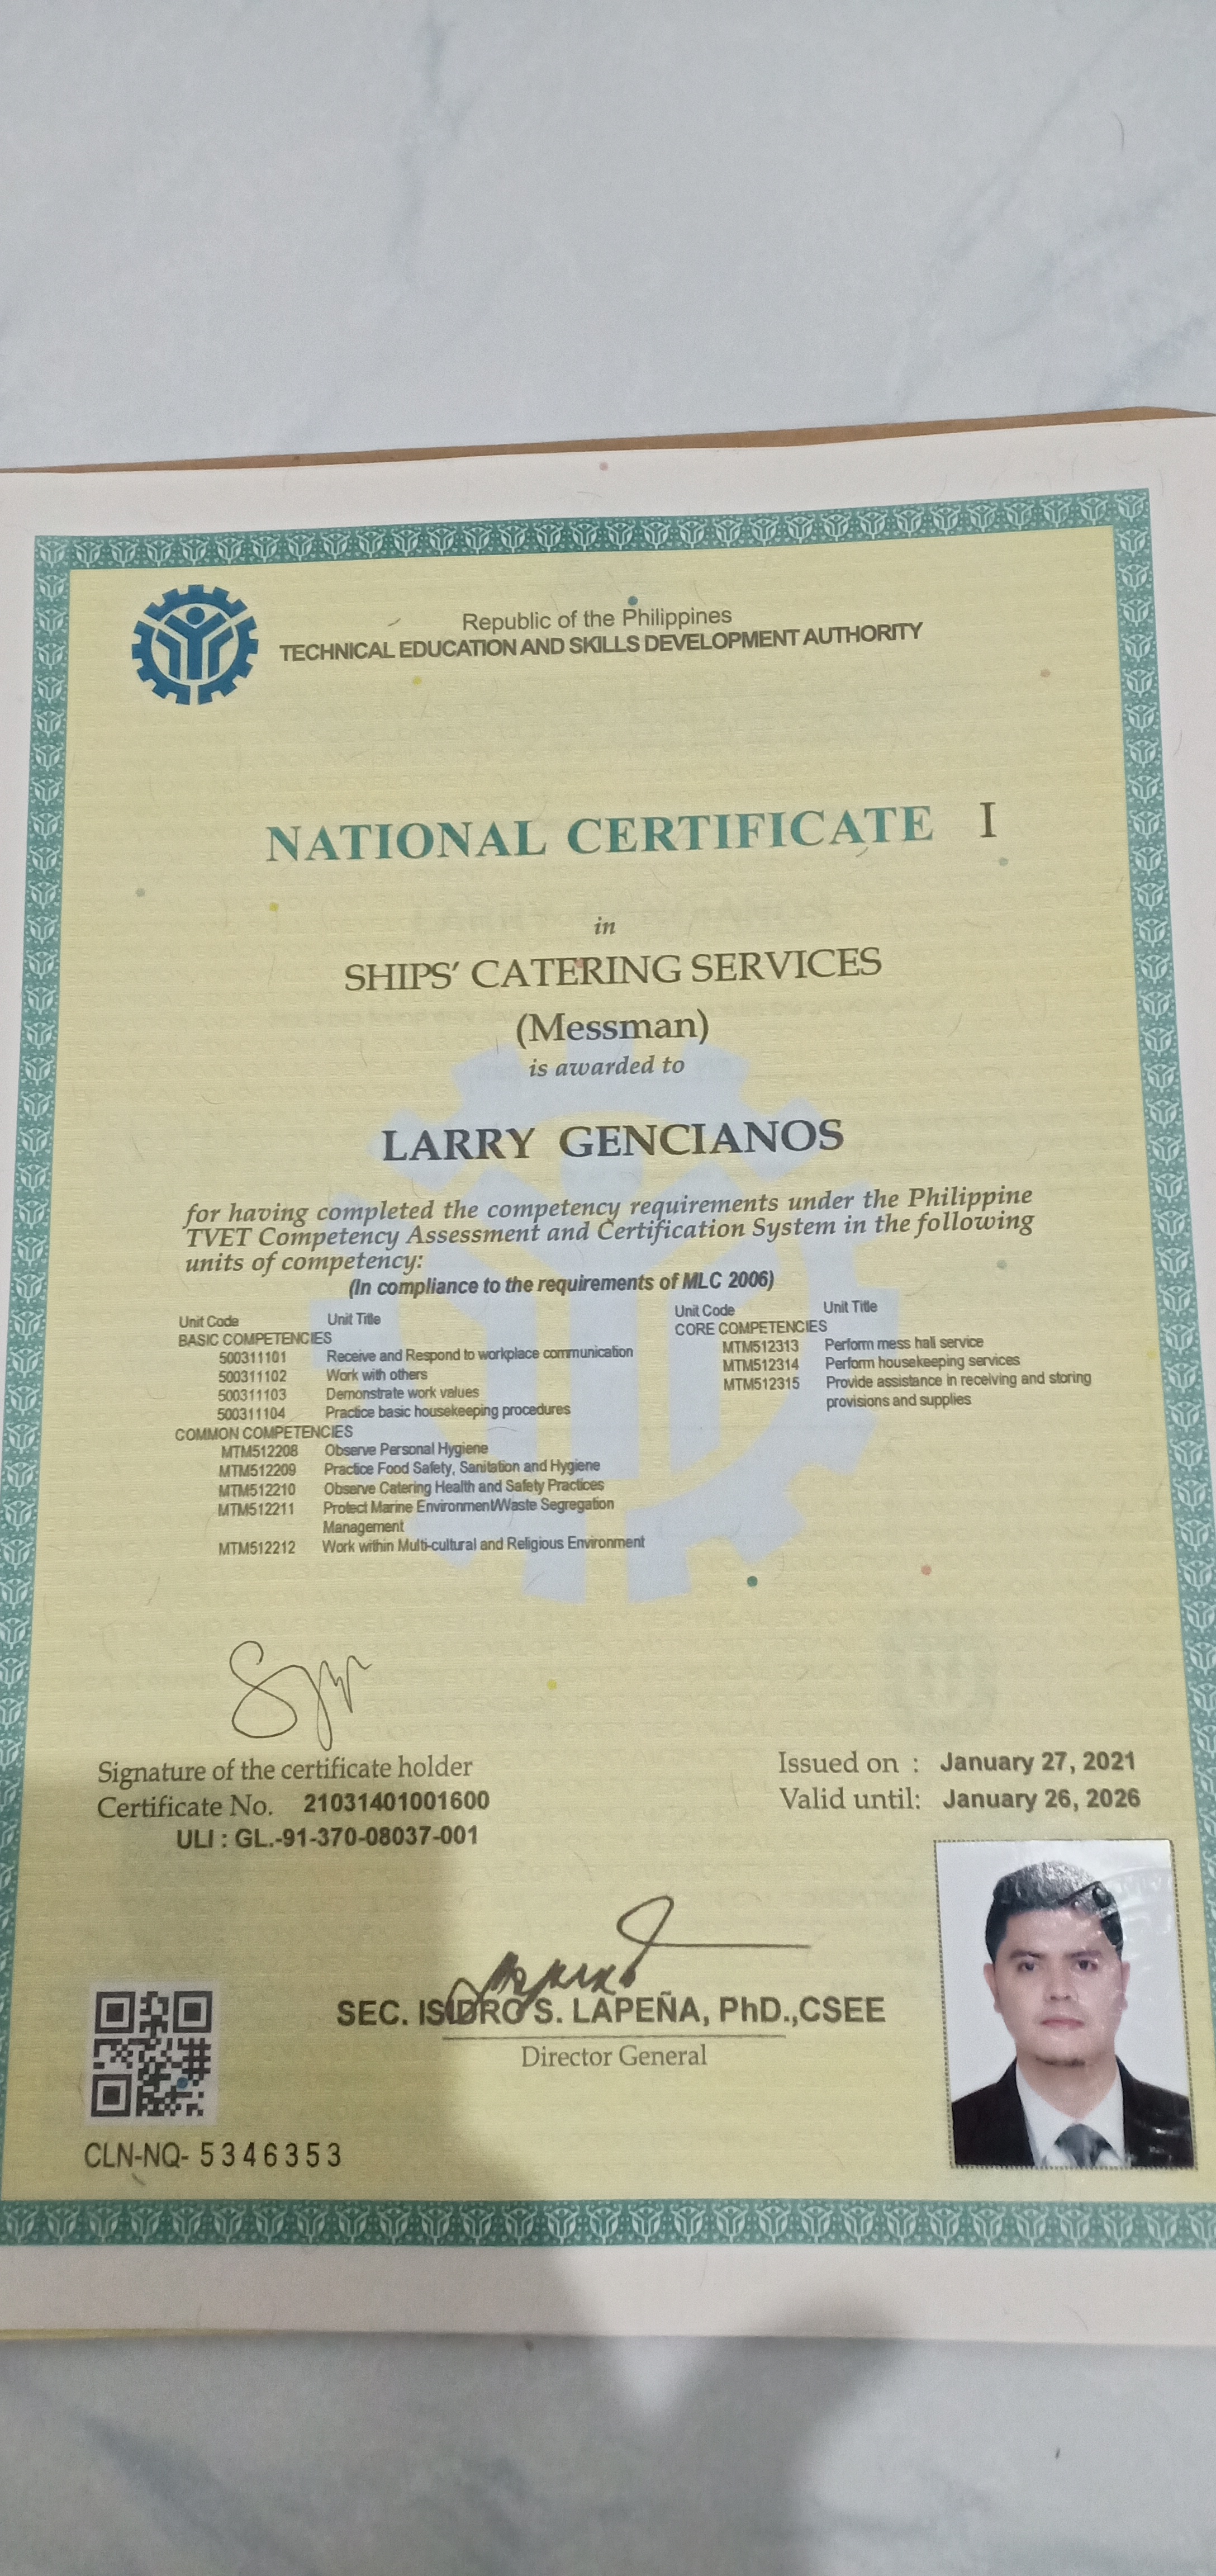 Republic of the Philippines
TECHNICAL EDUCATION AND SKILLS DEVELOPMENT AUTHORITY
NATIONAL CERTIFICATE I
in
SHIPS' CATERING SERVICES
(Messman)
is awarded to
LARRY GENCIANOS
for having completed the competency requirements under the Philippine
TVET Competency Assessment and Certification System in the following
units of competency:
(In compliance to the requirements of MLC 2006)
Unit Code Unit Title
BASIC COMPETENCIES
500311101 Receive and Respond to workplace communication
500311102 Work with others
500311103 Demonstrate work values
500311104 Practice basic housekeeping procedures
COMMON COMPETENCIES
MTM512208 Observe Personal Hygiene
MTM512209 Practice Food Safety, Sanitation and Hygiene
MTM512210 Observe Catering Health and Safety Practices
MTM512211 Protect Marine Environment/Waste Segregation
Management
MTM512212 Work within Multi-cultural and Religious Environment
Unit Code Unit Title
CORE COMPETENCIES
MTM512313 Perform mess hall service
MTM512314 Perform housekeeping services
MTM512315 Provide assistance in receiving and storing
provisions and supplies
Signature of the certificate holder
Certificate No. 21031401001600
ULI : GL.-91-370-08037-001
Issued on : January 27, 2021
Valid until: January 26, 2026
SEC. ISIDRO S. LAPEÑA, PhD.,CSEE
Director General
CLN-NQ- 5346353